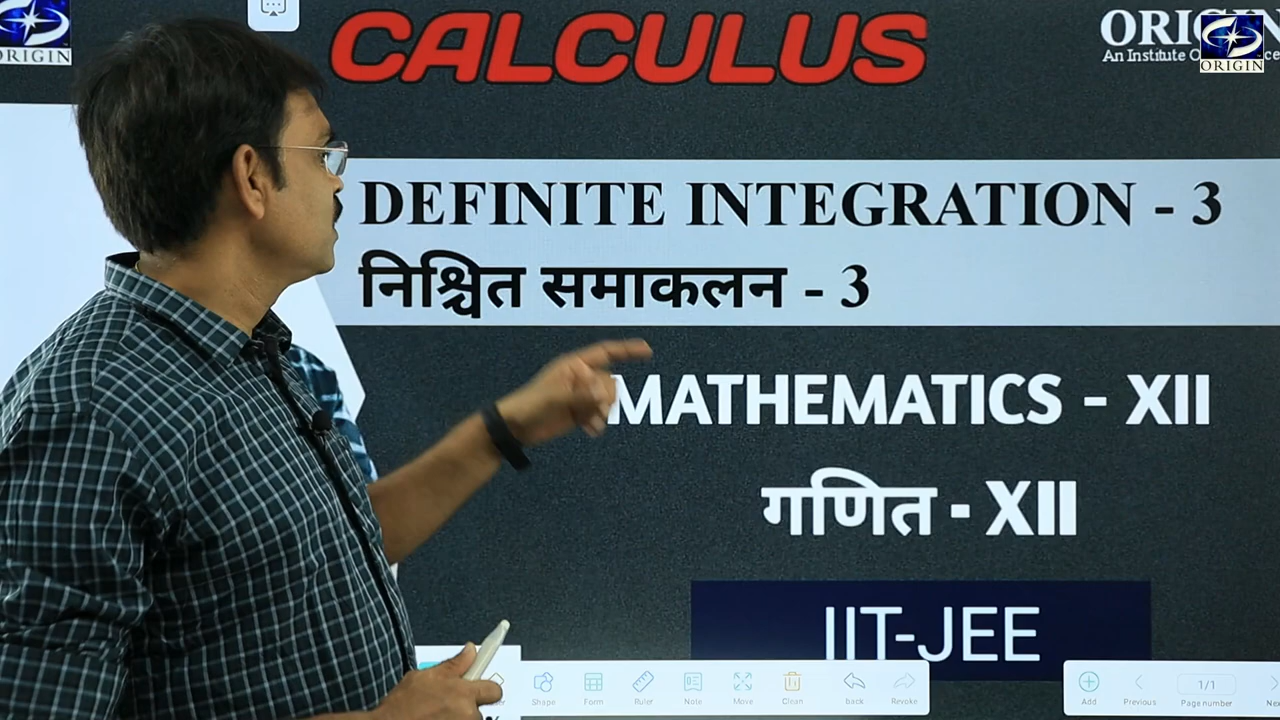 ORIGIN
CALCULUS
ORIGIN
An Institute
ORIGIN
DEFINITE INTEGRATION - 3
निश्चित समाकलन - 3
MATHEMATICS - XII
गणित - XII
IIT-JEE
Shape Form Ruler Note Move Clean back Revoke
Add Previous Page number
1/1